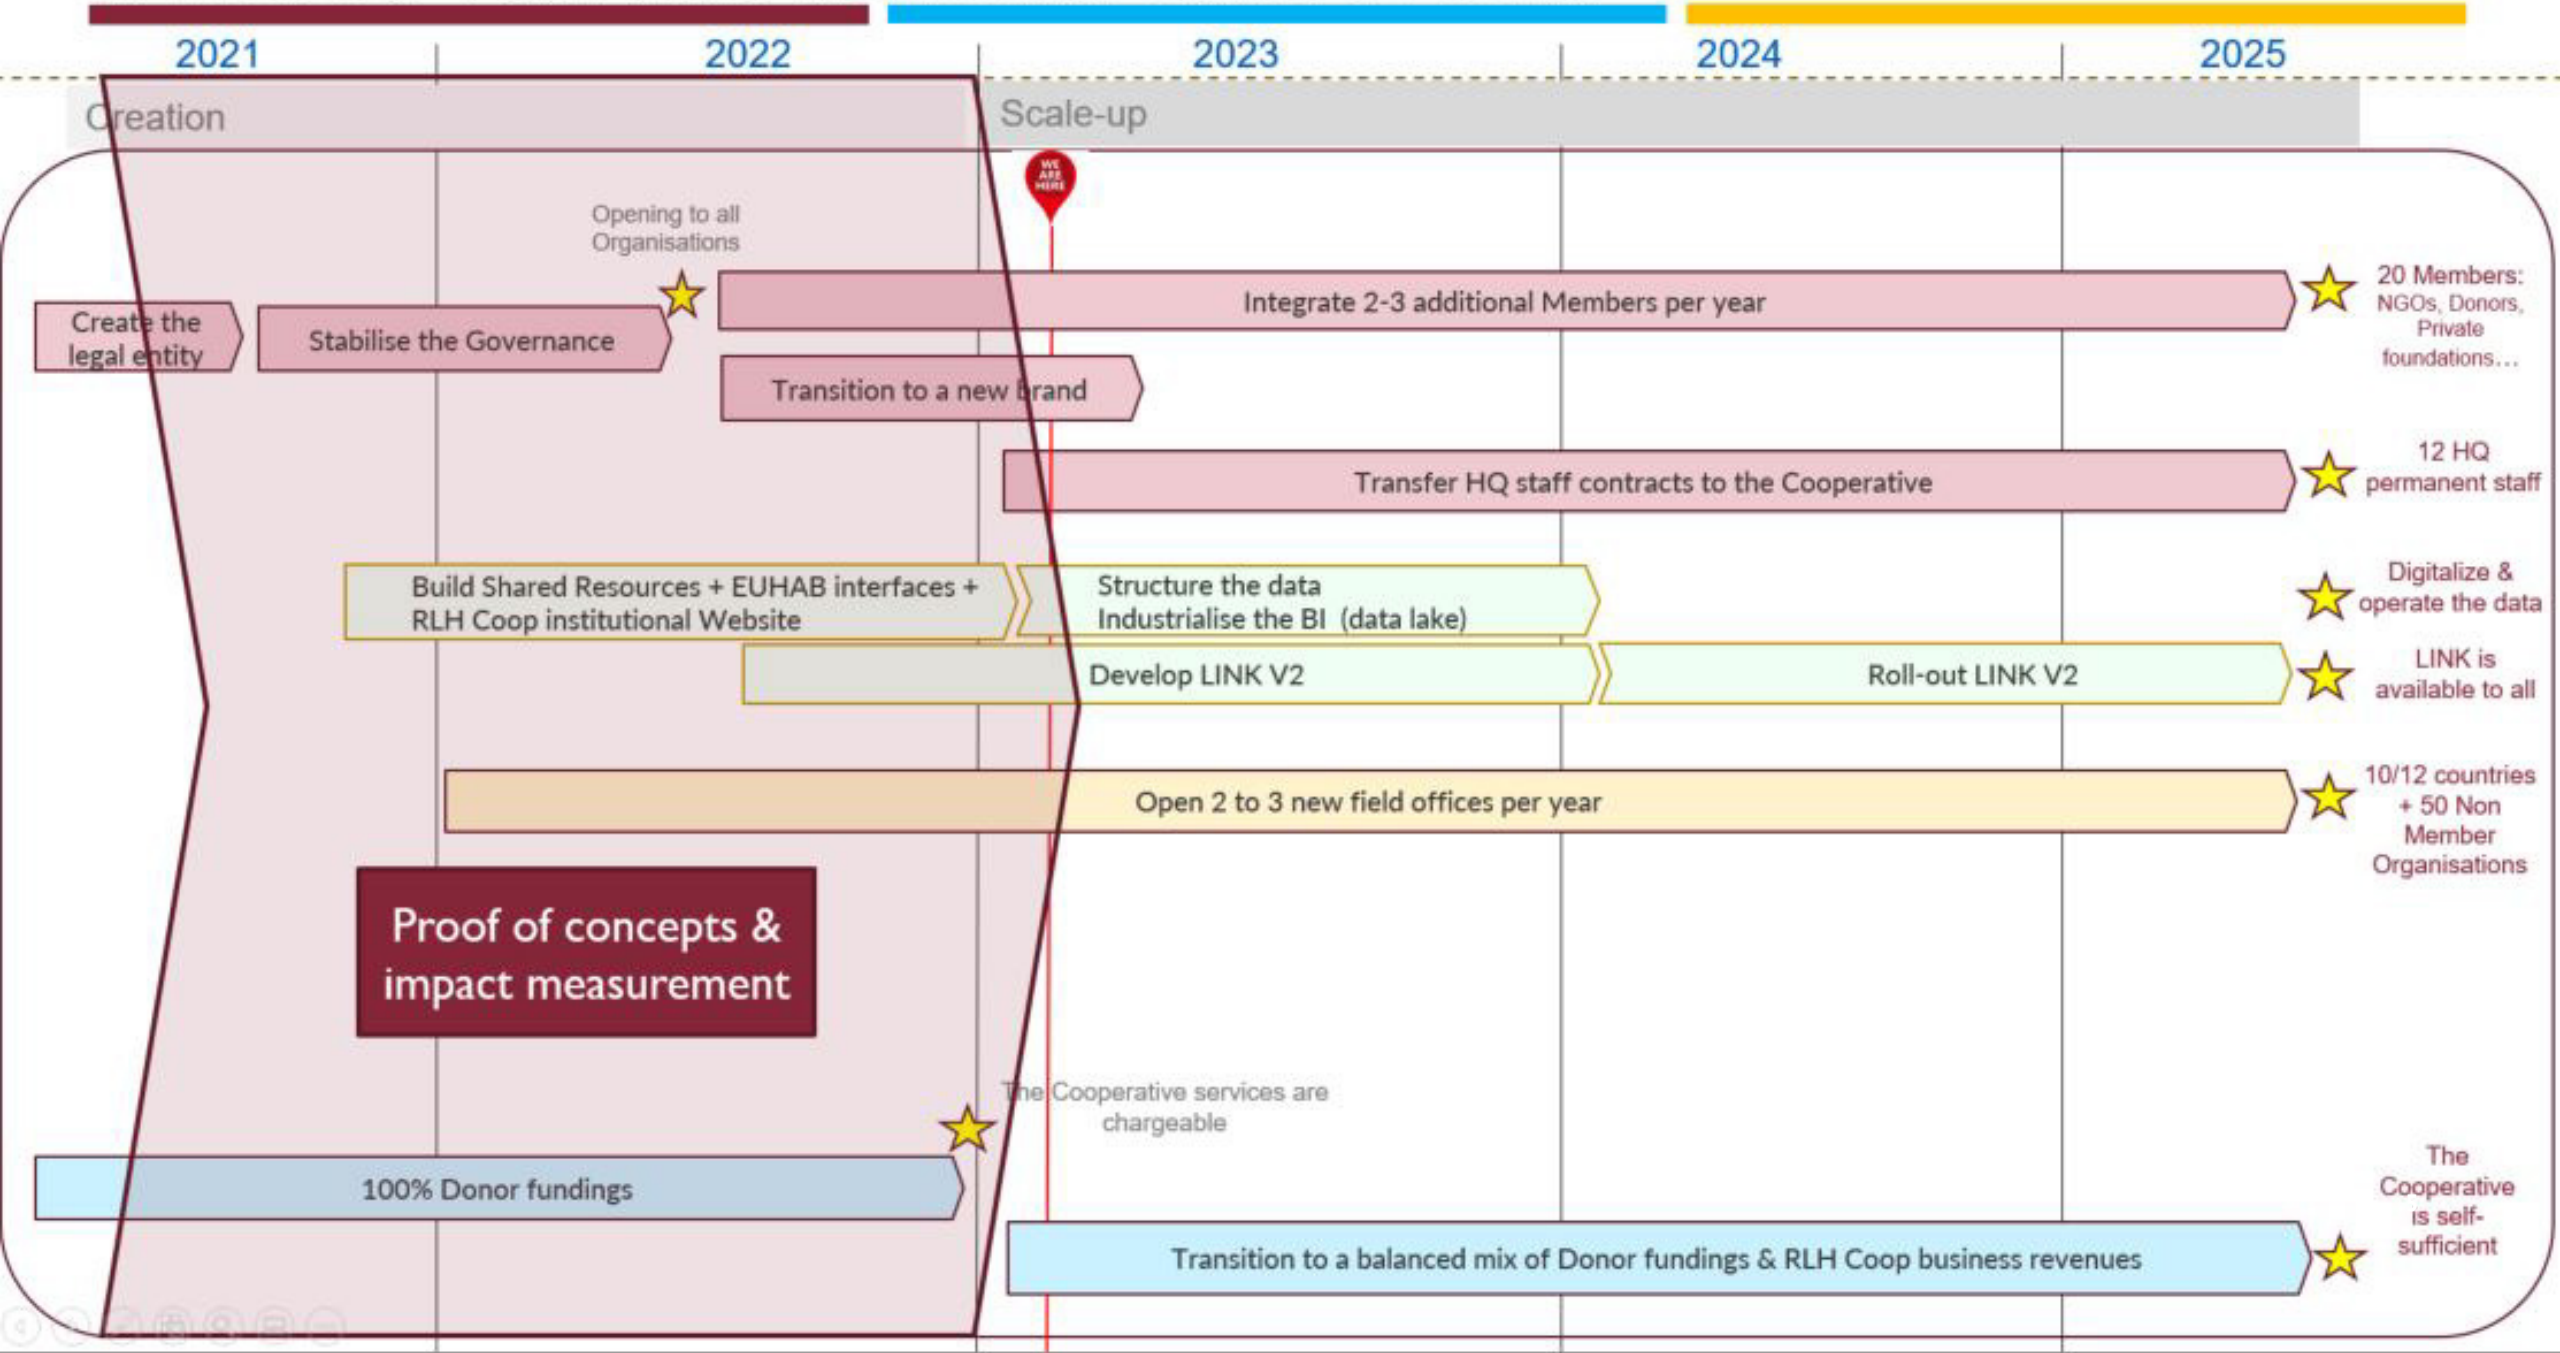 2021
2022
2023
2024
2025
Creation
Scale-up
WE
ARE
HERE
Opening to all
Organisations
Create the
legal entity
Stabilise the Governance
Integrate 2-3 additional Members per year
20 Members:
NGOs, Donors,
Private
foundations...
Transition to a new brand
Transfer HQ staff contracts to the Cooperative
12 HQ
permanent staff
Build Shared Resources + EUHAB interfaces +
RLH Coop institutional Website
Structure the data
Industrialise the BI (data lake)
Digitalize &
operate the data
Develop LINK V2
Roll-out LINK V2
LINK is
available to all
Open 2 to 3 new field offices per year
10/12 countries
+ 50 Non
Member
Organisations
Proof of concepts &
impact measurement
The Cooperative services are
chargeable
100% Donor fundings
Transition to a balanced mix of Donor fundings & RLH Coop business revenues
The
Cooperative
is self-
sufficient